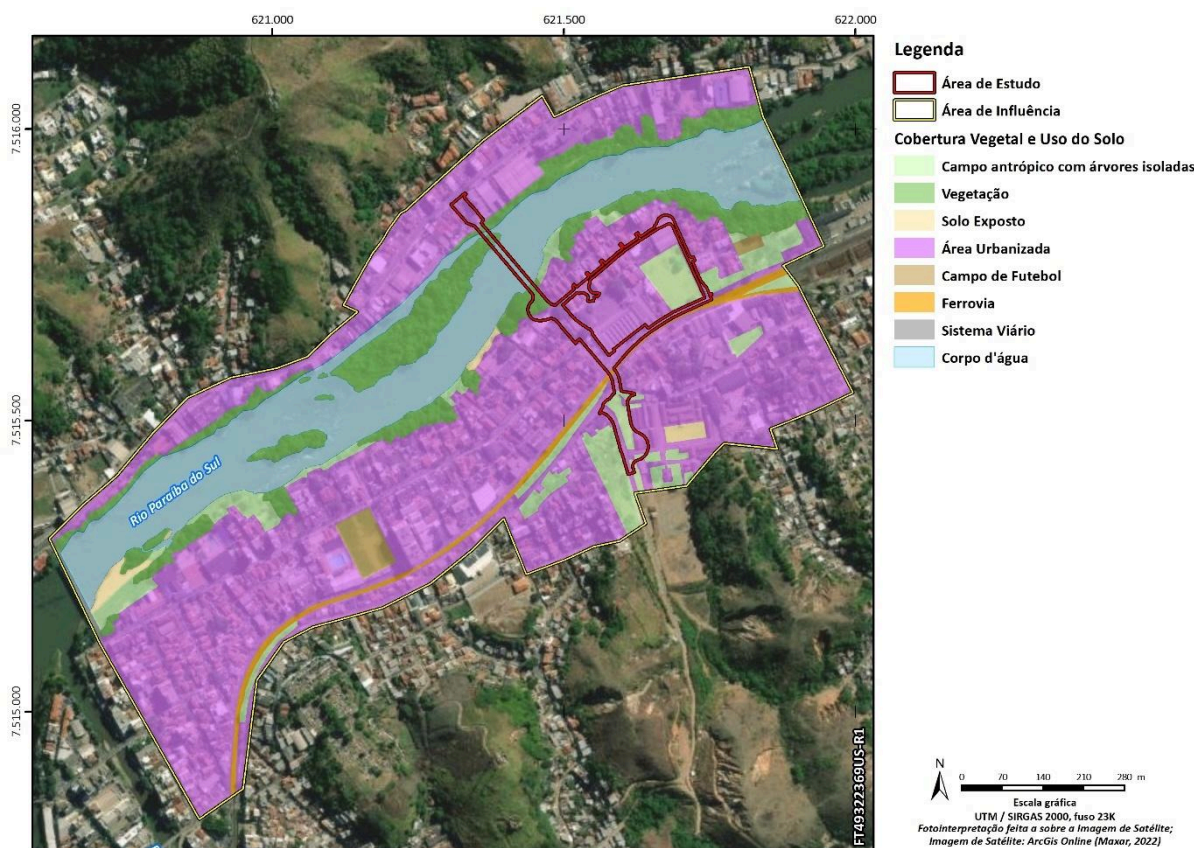 621.000
621.500
622.000
7.516.000
7.515.500
7.515.000
Rio Paraíba do Sul
FT49322369US-R1
Legenda
Área de Estudo
Área de Influência
Cobertura Vegetal e Uso do Solo
Campo antrópico com árvores isoladas
Vegetação
Solo Exposto
Área Urbanizada
Campo de Futebol
Ferrovia
Sistema Viário
Corpo d'água
N
0 70 140 210 280 m
Escala gráfica
UTM / SIRGAS 2000, fuso 23K
Fotointerpretação feita a sobre a Imagem de Satélite;
Imagem de Satélite: ArcGis Online (Maxar, 2022)